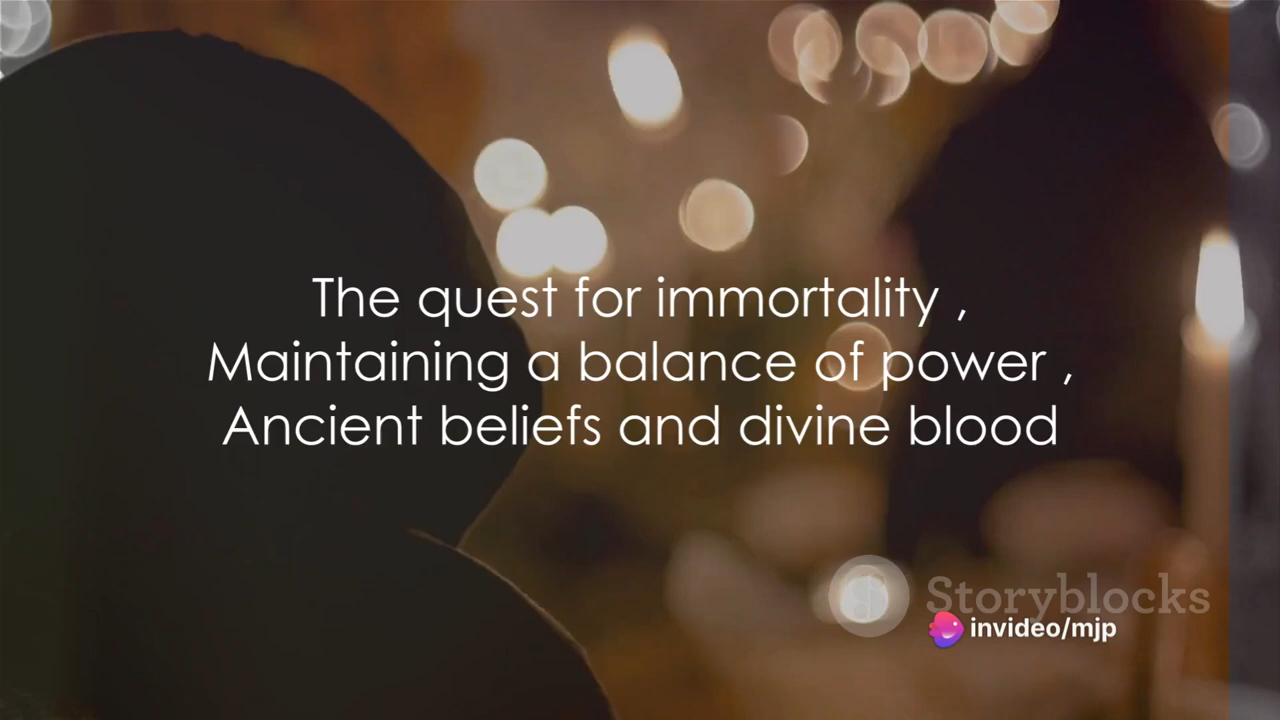 The quest for immortality ,
Maintaining a balance of power ,
Ancient beliefs and divine blood
Storyblocks
invideo/mjp